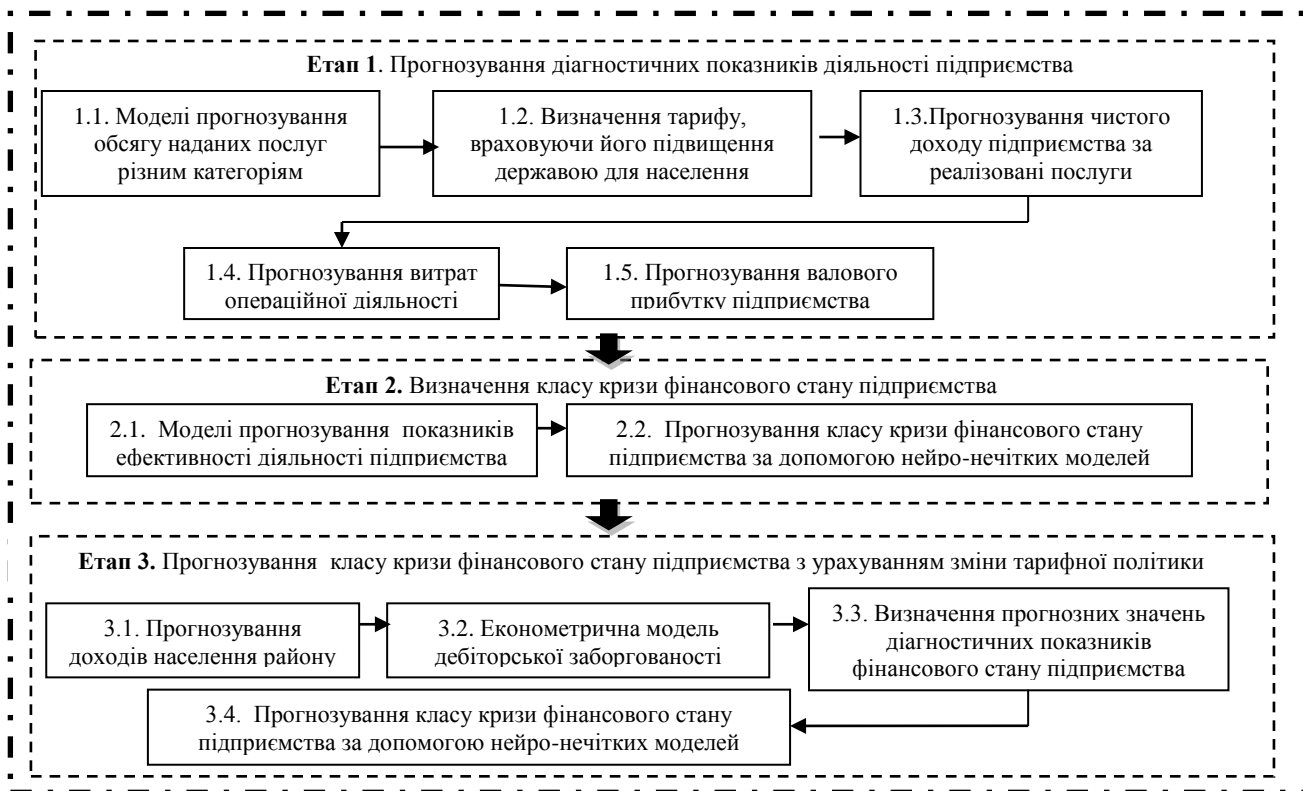 Етап 1. Прогнозування діагностичних показників діяльності підприємства
1.1. Моделі прогнозування
обсягу наданих послуг
різним категоріям
1.2. Визначення тарифу,
враховуючи його підвищення
державою для населення
1.3.Прогнозування чистого
доходу підприємства за
реалізовані послуги
1.4. Прогнозування витрат
операційної діяльності
1.5. Прогнозування валового
прибутку підприємства
Етап 2. Визначення класу кризи фінансового стану підприємства
2.1. Моделі прогнозування показників
ефективності діяльності підприємства
2.2. Прогнозування класу кризи фінансового стану
підприємства за допомогою нейро-нечітких моделей
Етап 3. Прогнозування класу кризи фінансового стану підприємства з урахуванням зміни тарифної політики
3.1. Прогнозування
доходів населення району
3.2. Економетрична модель
дебіторської заборгованості
3.3. Визначення прогнозних значень
діагностичних показників
фінансового стану підприємства
3.4. Прогнозування класу кризи фінансового стану
підприємства за допомогою нейро-нечітких моделей